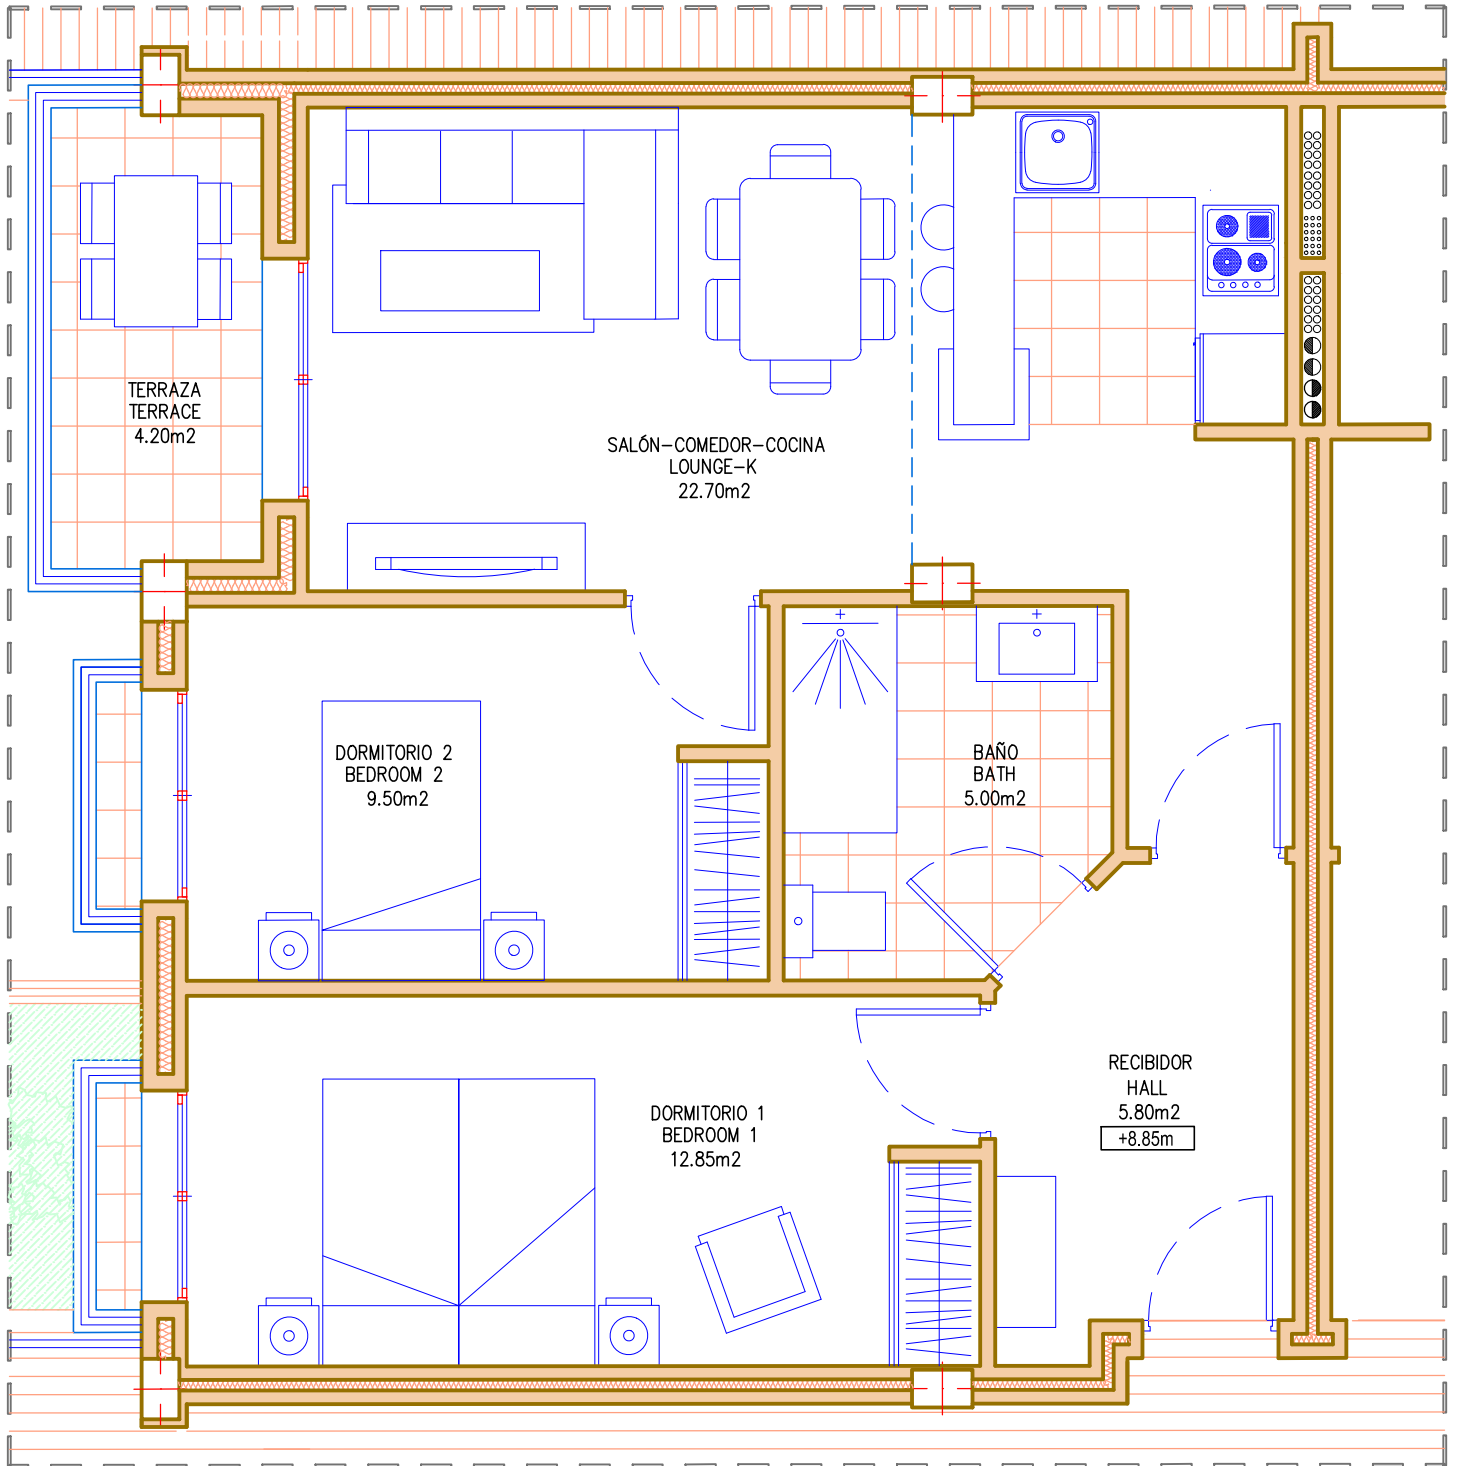 TERRAZA
TERRACE
4.20m2
SALÓN-COMEDOR-COCINA
LOUNGE-K
22.70m2
DORMITORIO 2
BEDROOM 2
9.50m2
BAÑO
BATH
5.00m2
DORMITORIO 1
BEDROOM 1
12.85m2
RECIBIDOR
HALL
5.80m2
+8.85m